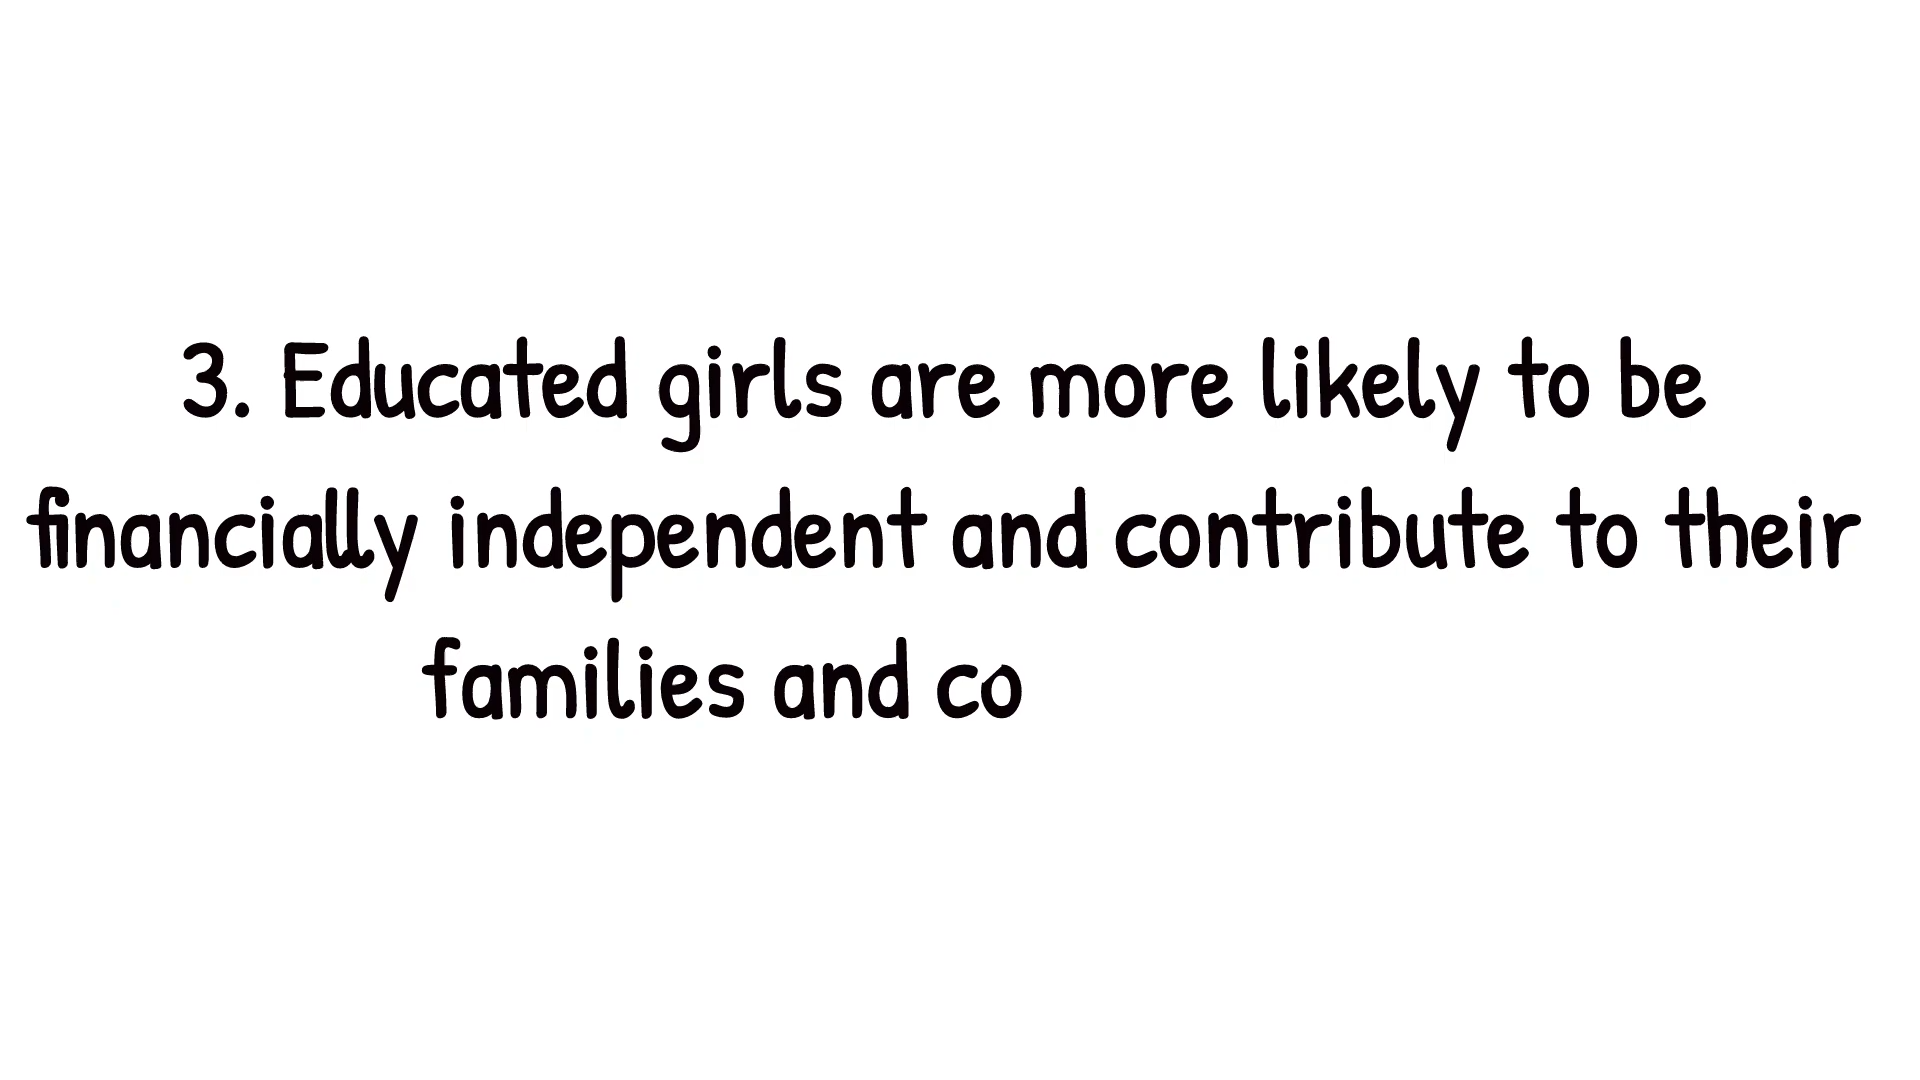 3. Educated girls are more likely to be
financially independent and contribute to their
families and co